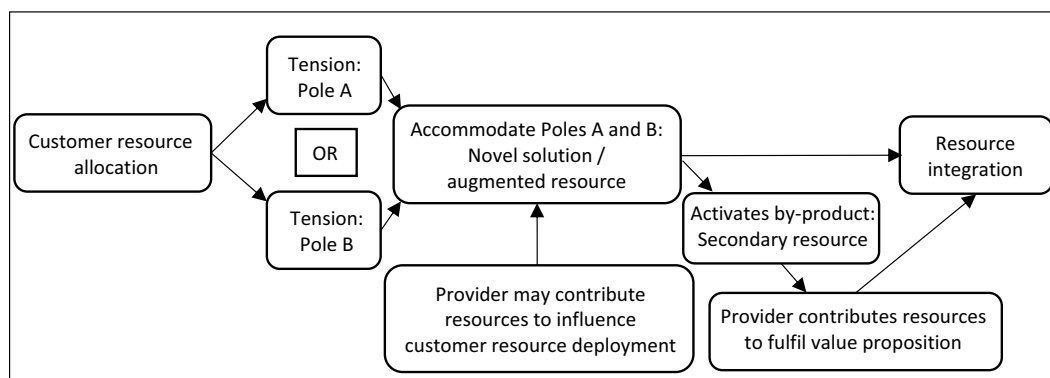 Tension:
Pole A
Customer resource
allocation
OR
Tension:
Pole B
Accommodate Poles A and B:
Novel solution /
augmented resource
Provider may contribute
resources to influence
customer resource deployment
Activates by-product:
Secondary resource
Provider contributes resources
to fulfil value proposition
Resource
integration